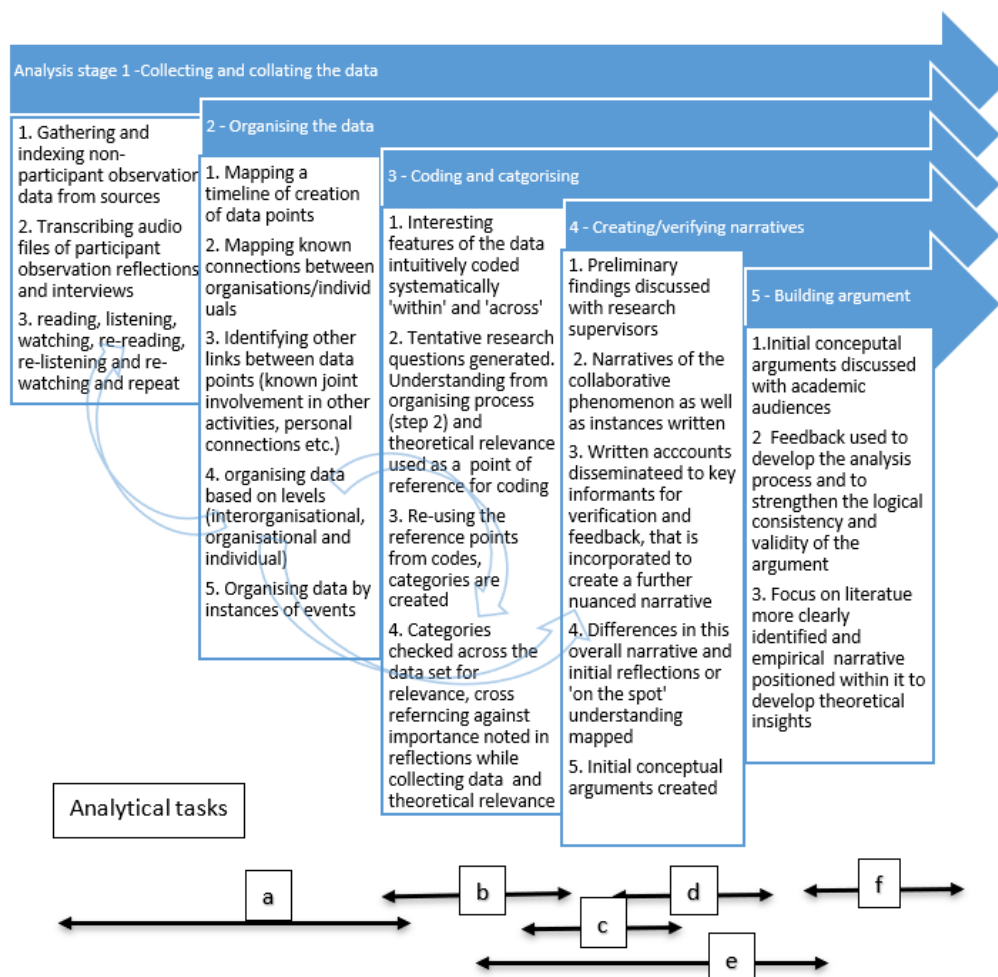 Analysis stage 1 -Collecting and collating the data
1. Gathering and
indexing non-
participant observation
data from sources
2. Transcribing audio
files of participant
observation reflections
and interviews
3. reading, listening,
watching, re-reading,
re-listening and re-
watching and repeat
2 - Organising the data
1. Mapping a
timeline of creation
of data points
2. Mapping known
connections between
organisations/individ
uals
3. Identifying other
links between data
points (known joint
involvement in other
activities, personal
connections etc.)
4. organising data
based on levels
(interorganisational,
organisational and
individual)
5. Organising data by
instances of events
3 - Coding and catgorising
1. Interesting
features of the data
intuitively coded
systematically
'within' and 'across'
2. Tentative research
questions generated.
Understanding from
organising process
(step 2) and
theoretical relevance
used as a point of
reference for coding
3. Re-using the
reference points
from codes,
categories are
created
4. Categories
checked across the
data set for
relevance, cross
referncing against
importance noted in
reflections while
collecting data and
theoretical relevance
4 - Creating/verifying narratives
1. Preliminary
findings discussed
with research
supervisors
2. Narratives of the
collaborative
phenomenon as well
as instances written
3. Written acccounts
disseminateed to key
informants for
verification and
feedback, that is
incorporated to
create a further
nuanced narrative
4. Differences in this
overall narrative and
initial reflections or
'on the spot'
understanding
mapped
5. Initial conceptual
arguments created
5 - Building argument
1.Initial conceputal
arguments discussed
with academic
audiences
2 Feedback used to
develop the analysis
process and to
strengthen the logical
consistency and
validity of the
argument
3. Focus on literatue
more clearly
identified and
empirical narrative
positioned within it to
develop theoretical
insights
Analytical tasks
a
b
c
d
e
f